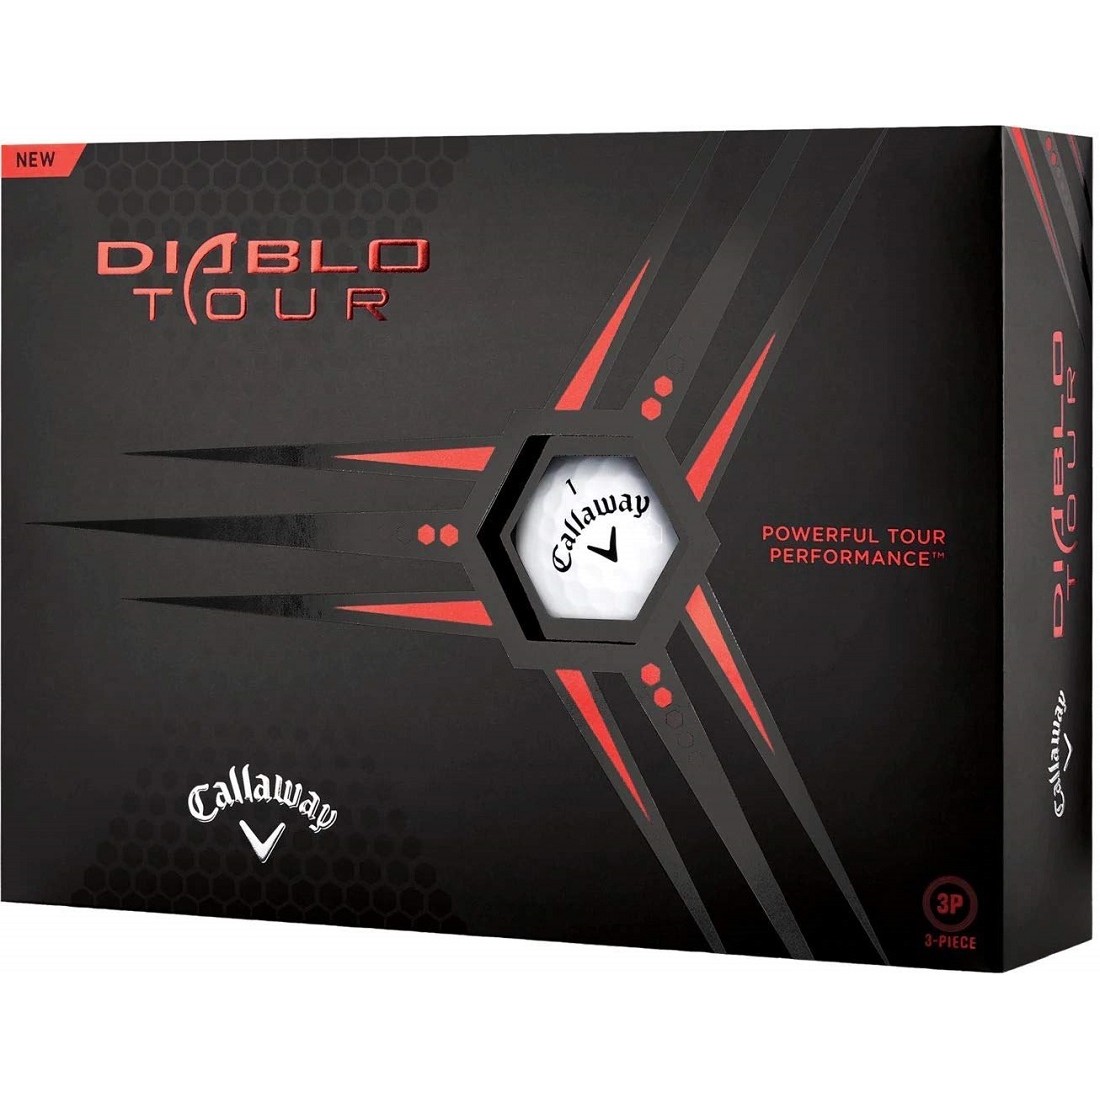 NEW
DIABLO
TOUR
1
Callaway
POWERFUL TOUR
PERFORMANCE™
Callaway
3P
3-PIECE
DIABLO
TOUR
Callaway